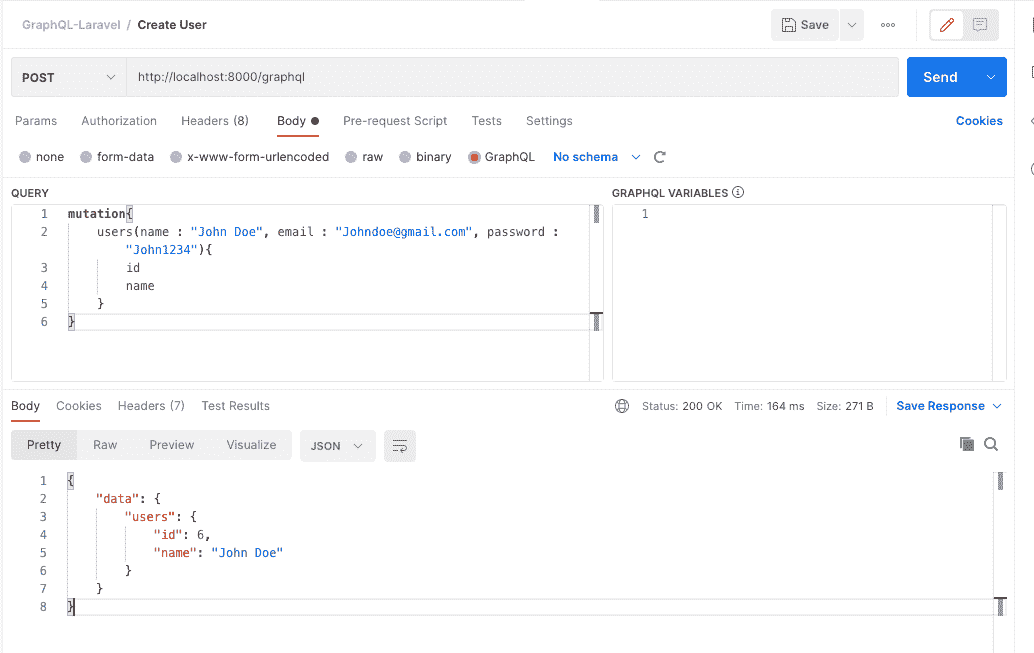 GraphQL-Laravel / Create User
Save
POST
http://localhost:8000/graphql
Send
Params Authorization Headers (8) Body Pre-request Script Tests Settings Cookies
none form-data x-www-form-urlencoded raw binary GraphQL No schema
QUERY
GRAPHQL VARIABLES
1 mutation{
2 users(name : "John Doe", email : "Johndoe@gmail.com", password :
"John1234"){
3 id
4 name
5 }
6 }
1
Body Cookies Headers (7) Test Results Status: 200 OK Time: 164 ms Size: 271 B Save Response
Pretty Raw Preview Visualize JSON
1 {
2 "data": {
3 "users": {
4 "id": 6,
5 "name": "John Doe"
6 }
7 }
8 }